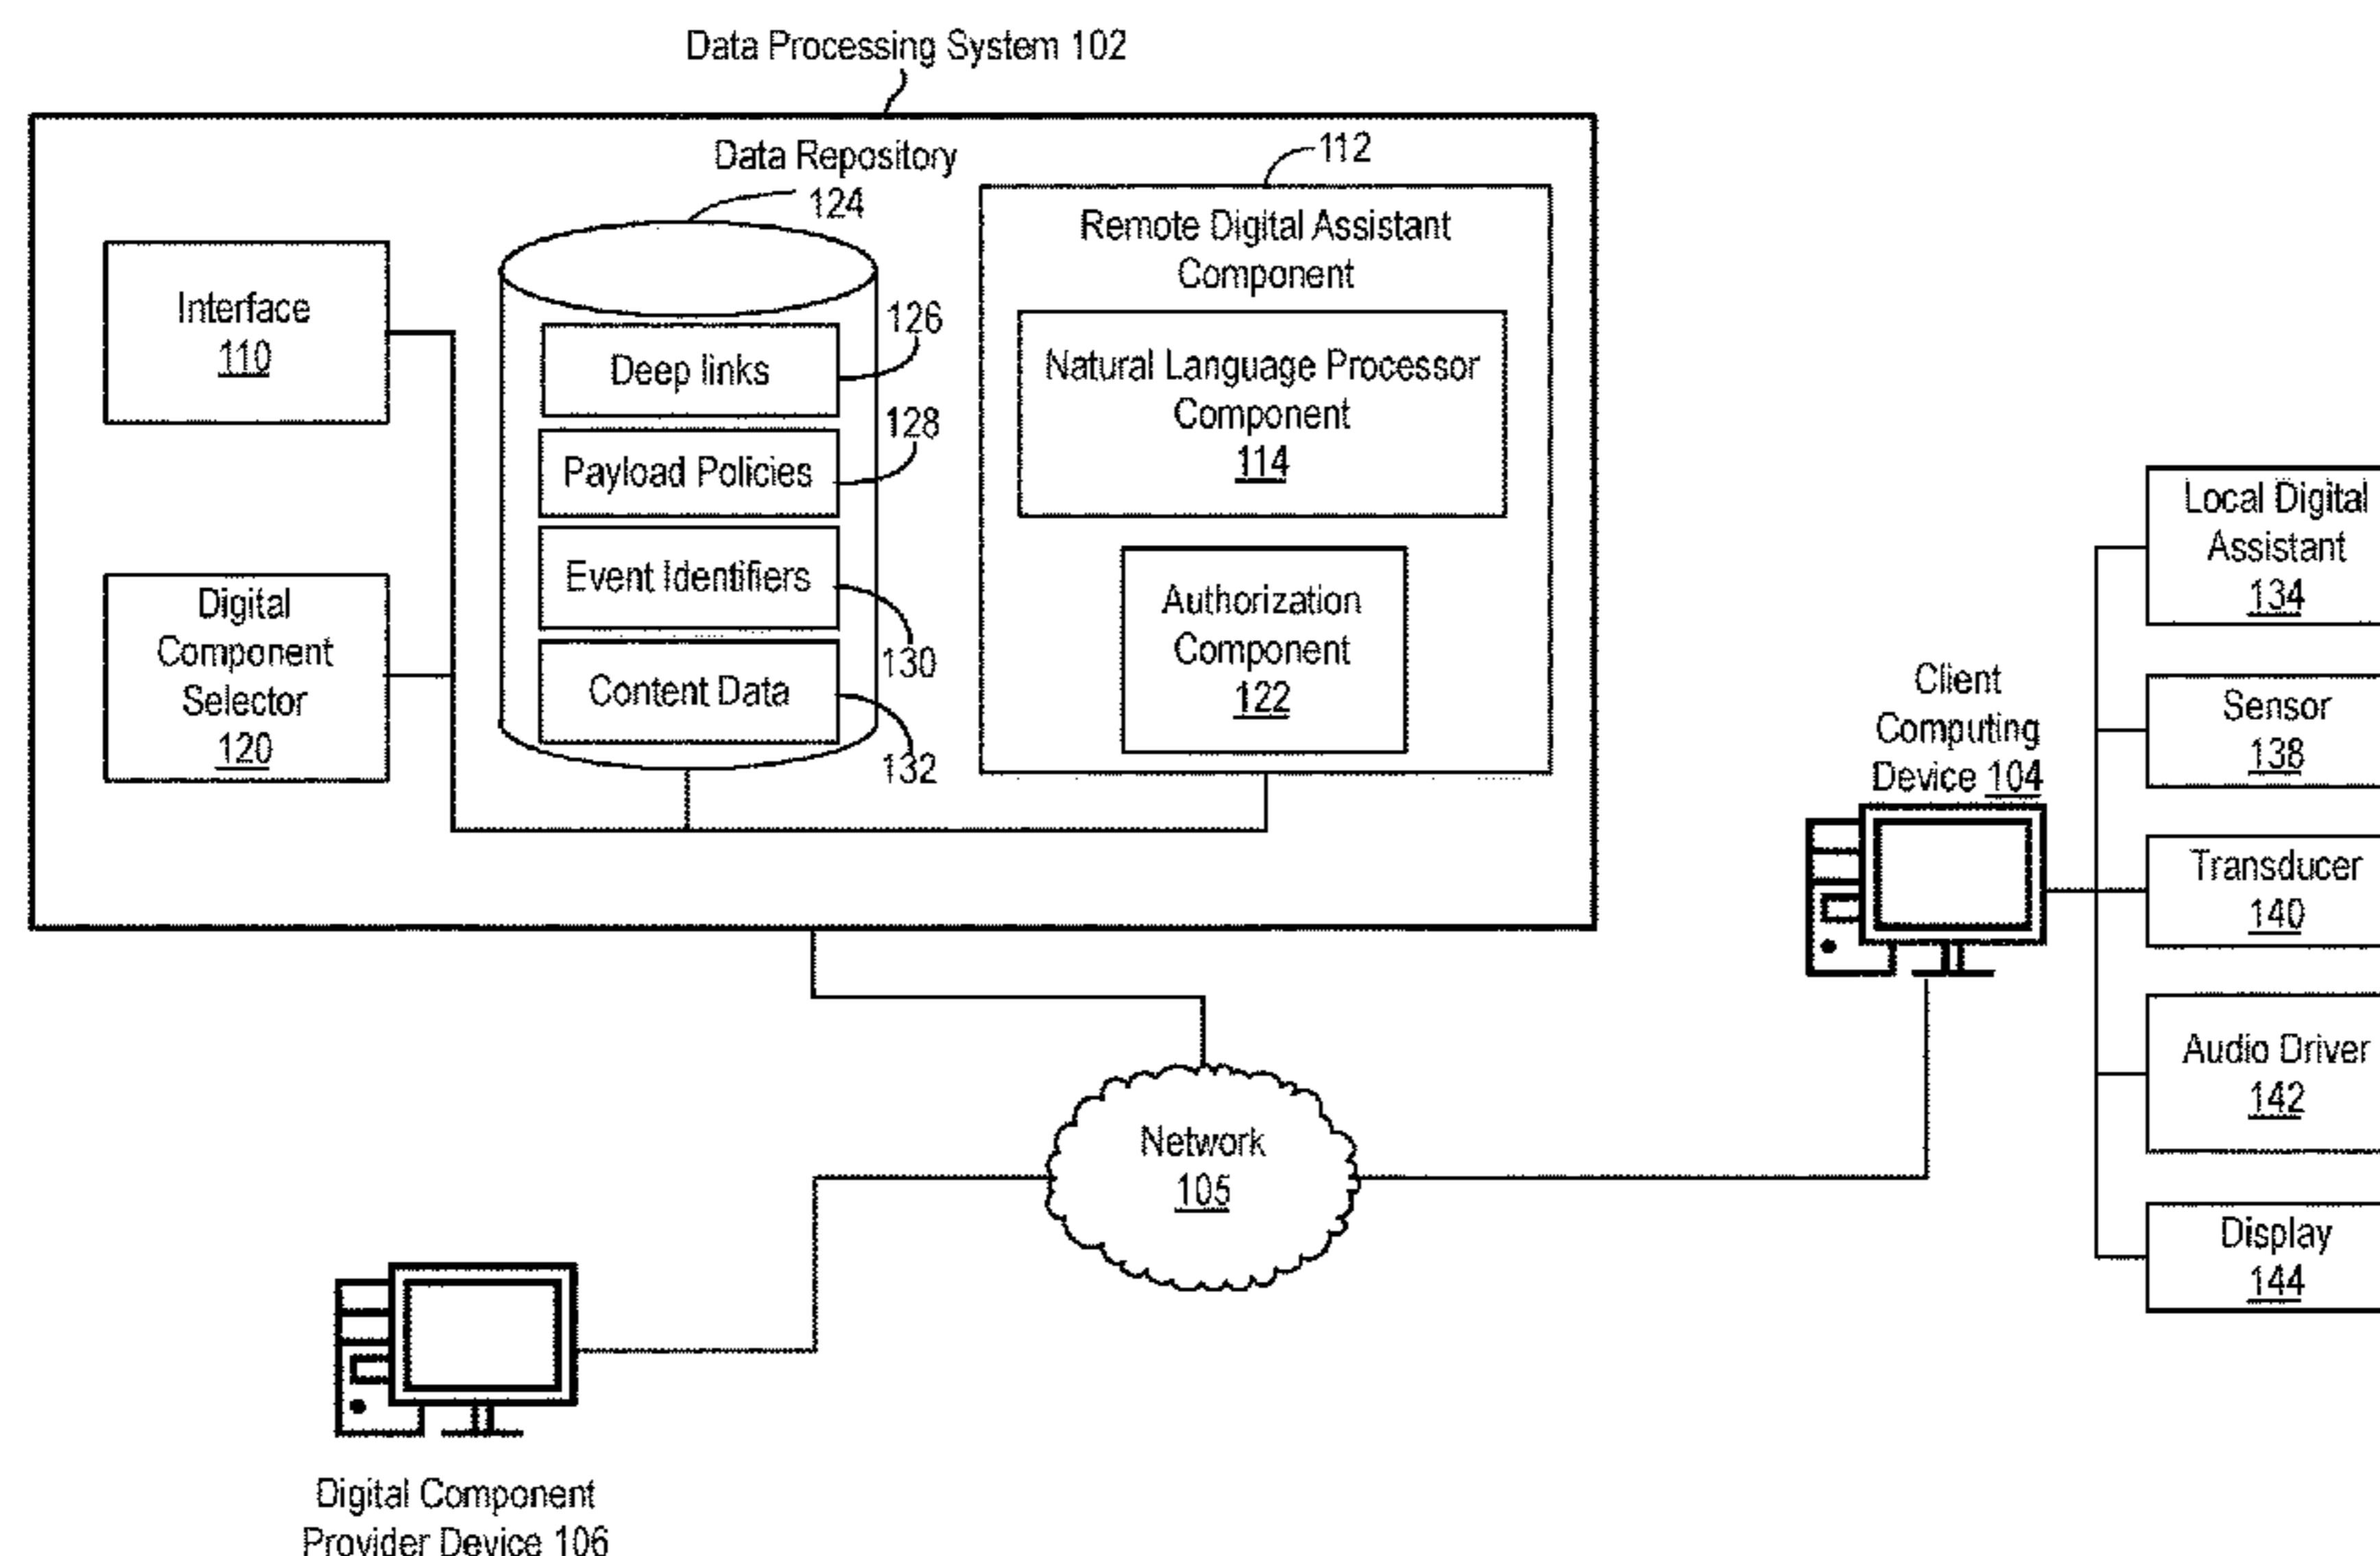 Data Processing System 102
Data Repository
124
112
Interface
110
Digital
Component
Selector
120
Deep links
126
Payload Policies
128
Event Identifiers
130
Content Data
132
Remote Digital Assistant
Component
Natural Language Processor
Component
114
Authorization
Component
122
Client
Computing
Device 104
Local Digital
Assistant
134
Sensor
138
Transducer
140
Audio Driver
142
Display
144
Network
105
Digital Component
Provider Device 106